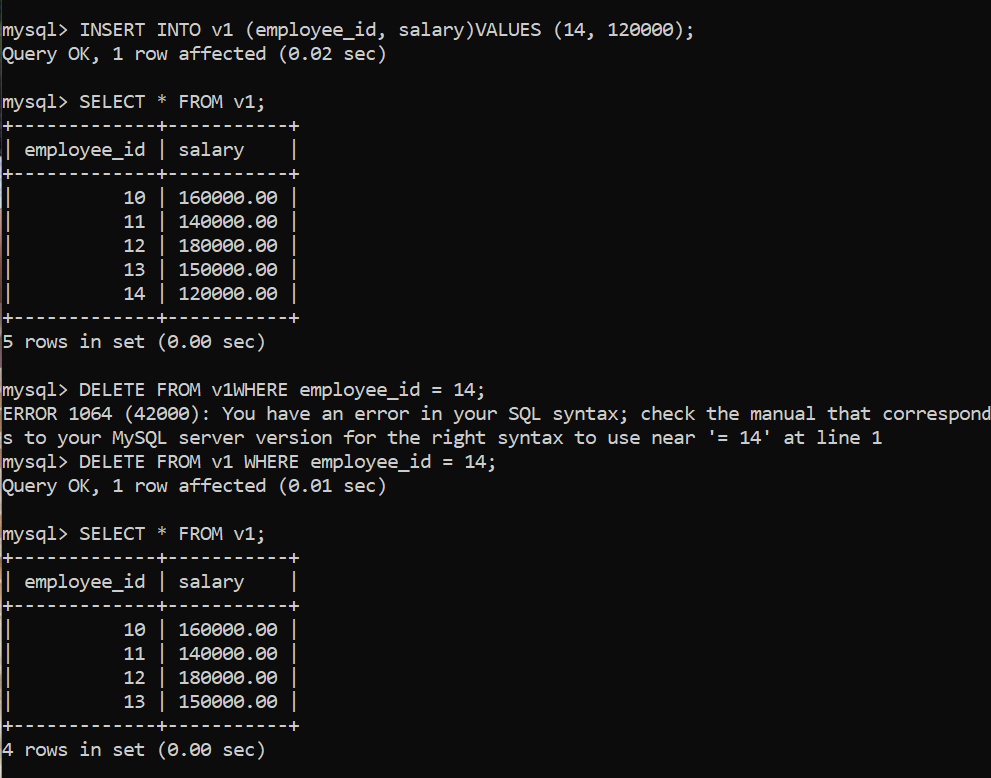 mysql> INSERT INTO v1 (employee_id, salary)VALUES (14, 120000);
Query OK, 1 row affected (0.02 sec)

mysql> SELECT * FROM v1;
+-------------+-----------+
| employee_id | salary    |
+-------------+-----------+
|          10 | 160000.00 |
|          11 | 140000.00 |
|          12 | 180000.00 |
|          13 | 150000.00 |
|          14 | 120000.00 |
+-------------+-----------+
5 rows in set (0.00 sec)

mysql> DELETE FROM v1WHERE employee_id = 14;
ERROR 1064 (42000): You have an error in your SQL syntax; check the manual that correspond
s to your MySQL server version for the right syntax to use near '= 14' at line 1
mysql> DELETE FROM v1 WHERE employee_id = 14;
Query OK, 1 row affected (0.01 sec)

mysql> SELECT * FROM v1;
+-------------+-----------+
| employee_id | salary    |
+-------------+-----------+
|          10 | 160000.00 |
|          11 | 140000.00 |
|          12 | 180000.00 |
|          13 | 150000.00 |
+-------------+-----------+
4 rows in set (0.00 sec)